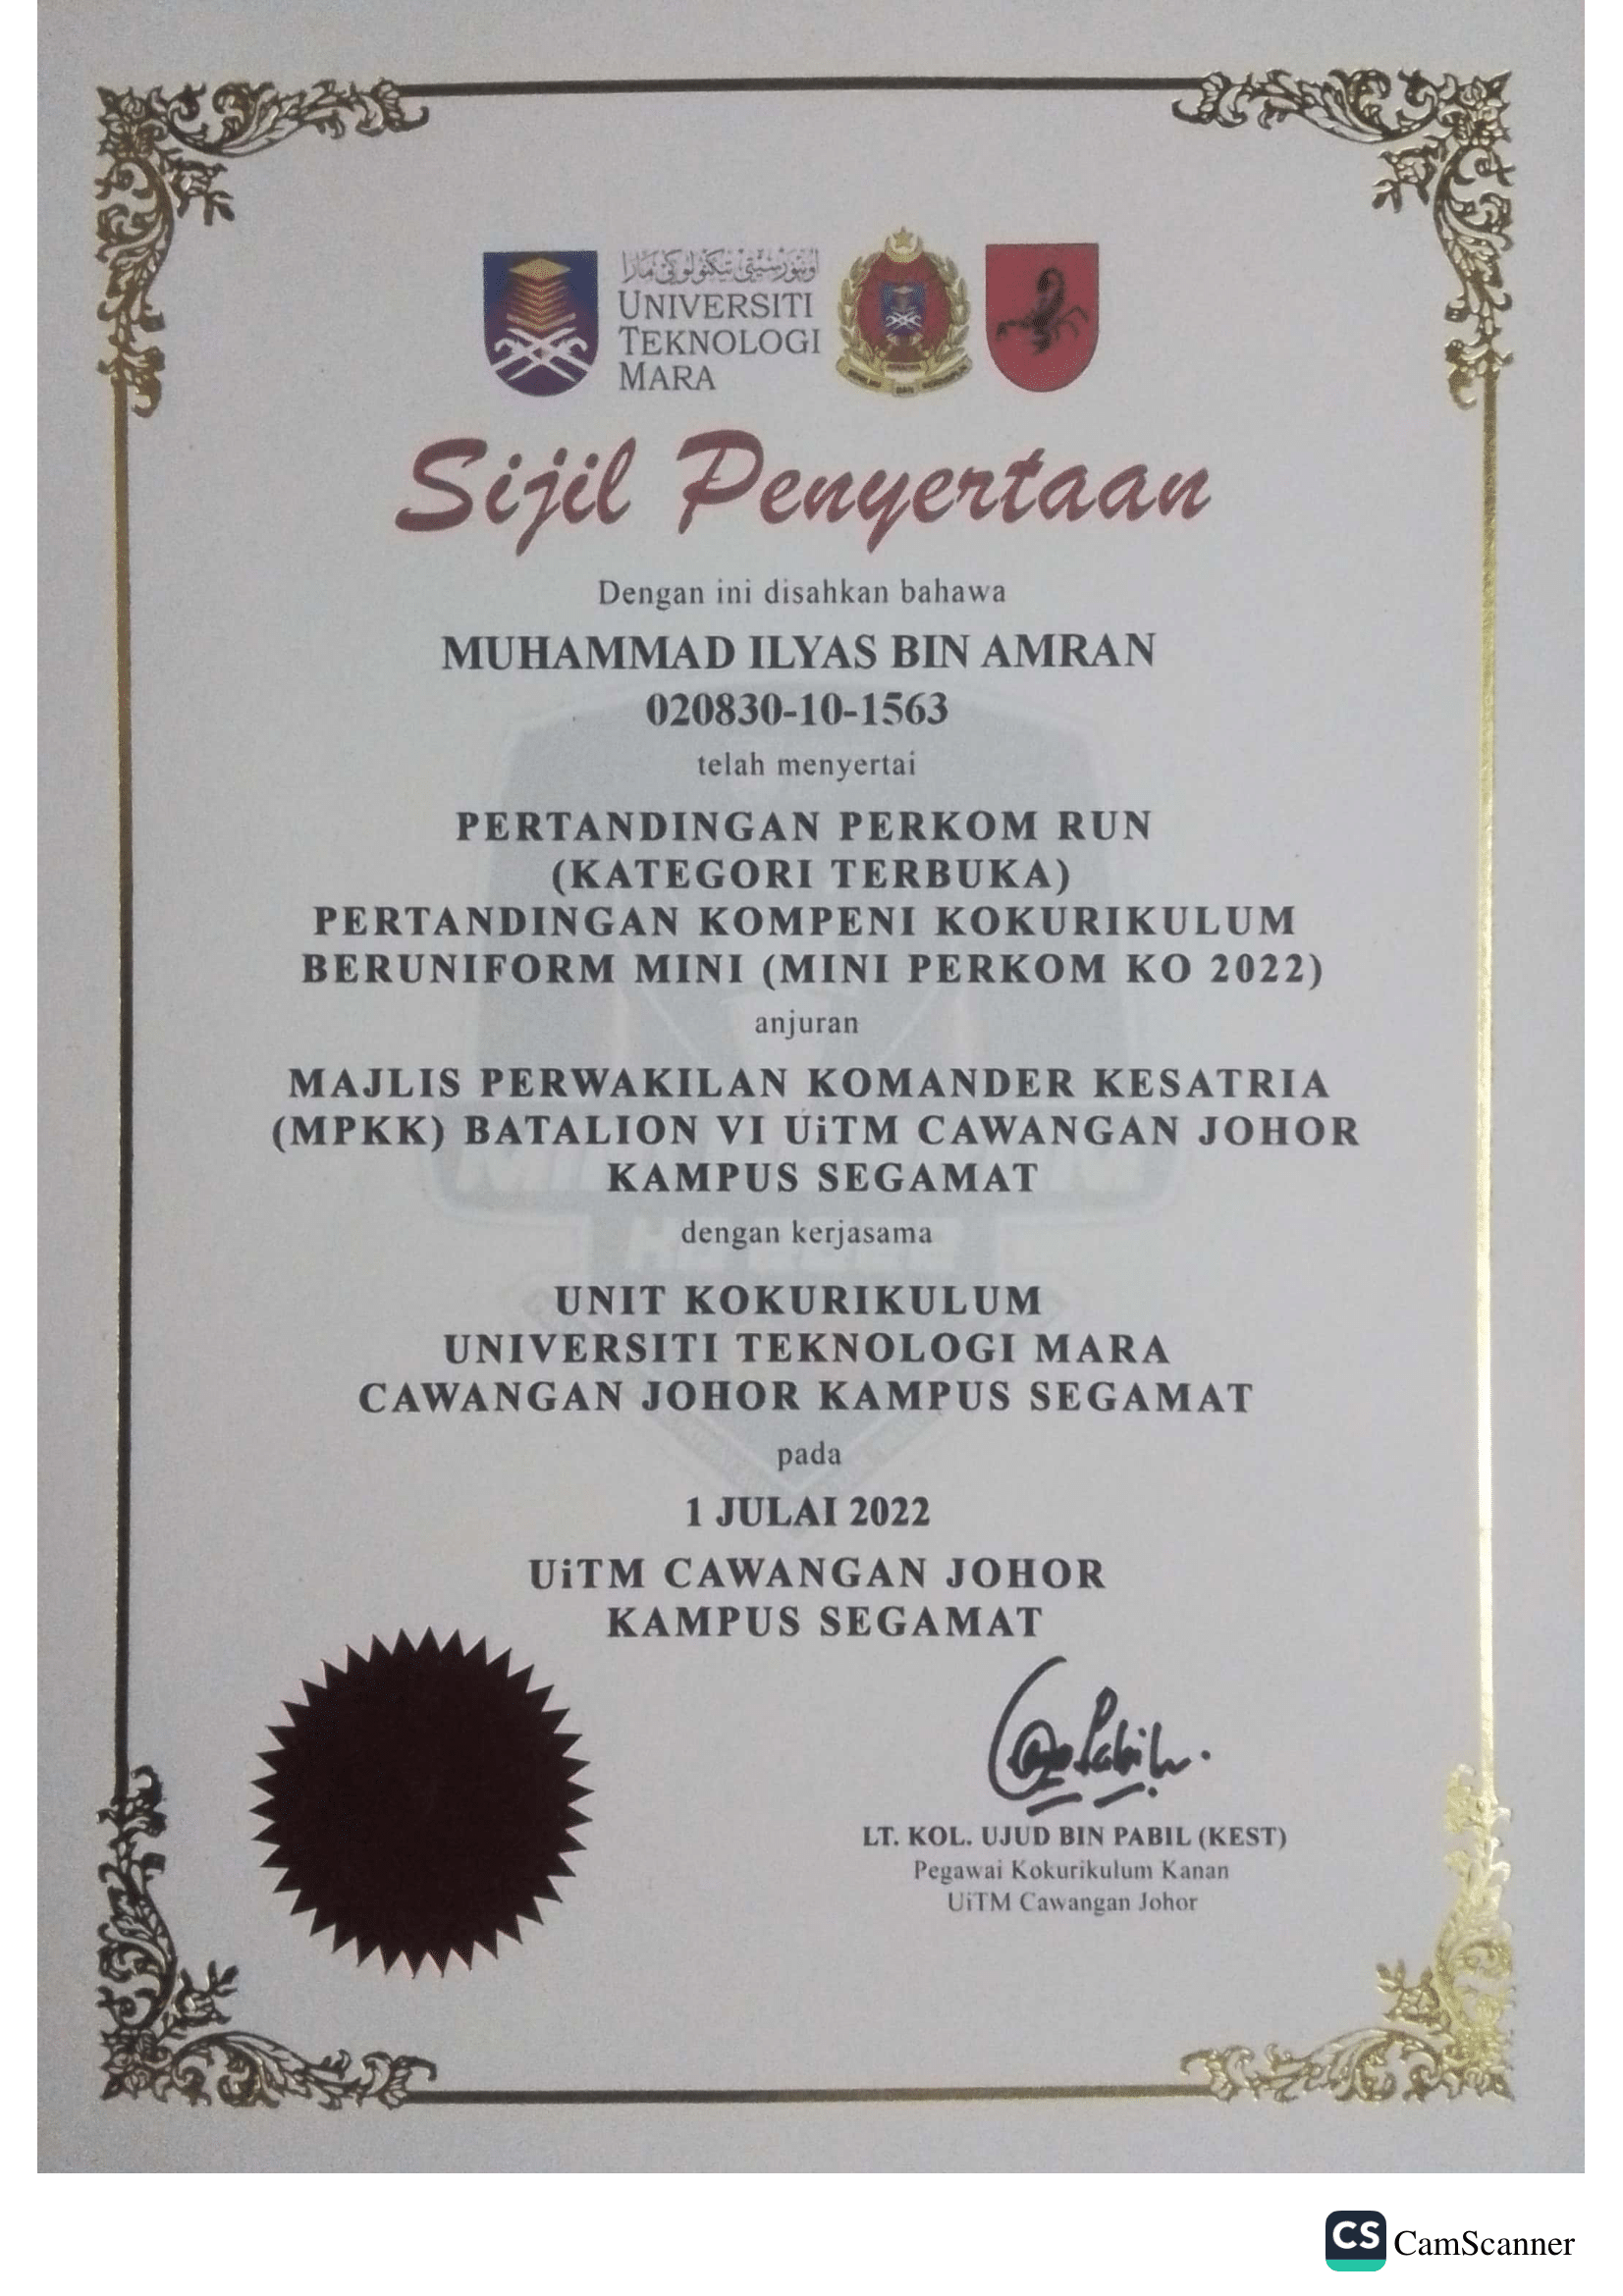 اونيۏرسيتي تيكنولوݢي مارا
UNIVERSITI
TEKNOLOGI
MARA
Sijil Penyertaan
Dengan ini disahkan bahawa
MUHAMMAD ILYAS BIN AMRAN
020830-10-1563
telah menyertai
PERTANDINGAN PERKOM RUN
(KATEGORI TERBUKA)
PERTANDINGAN KOMPENI KOKURIKULUM
BERUNIFORM MINI (MINI PERKOM KO 2022)
anjuran
MAJLIS PERWAKILAN KOMANDER KESATRIA
(MPKK) BATALION VI UiTM CAWANGAN JOHOR
KAMPUS SEGAMAT
dengan kerjasama
UNIT KOKURIKULUM
UNIVERSITI TEKNOLOGI MARA
CAWANGAN JOHOR KAMPUS SEGAMAT
pada
1 JULAI 2022
UiTM CAWANGAN JOHOR
KAMPUS SEGAMAT
LT. KOL. UJUD BIN PABIL (KEST)
Pegawai Kokurikulum Kanan
UiTM Cawangan Johor
CS CamScanner